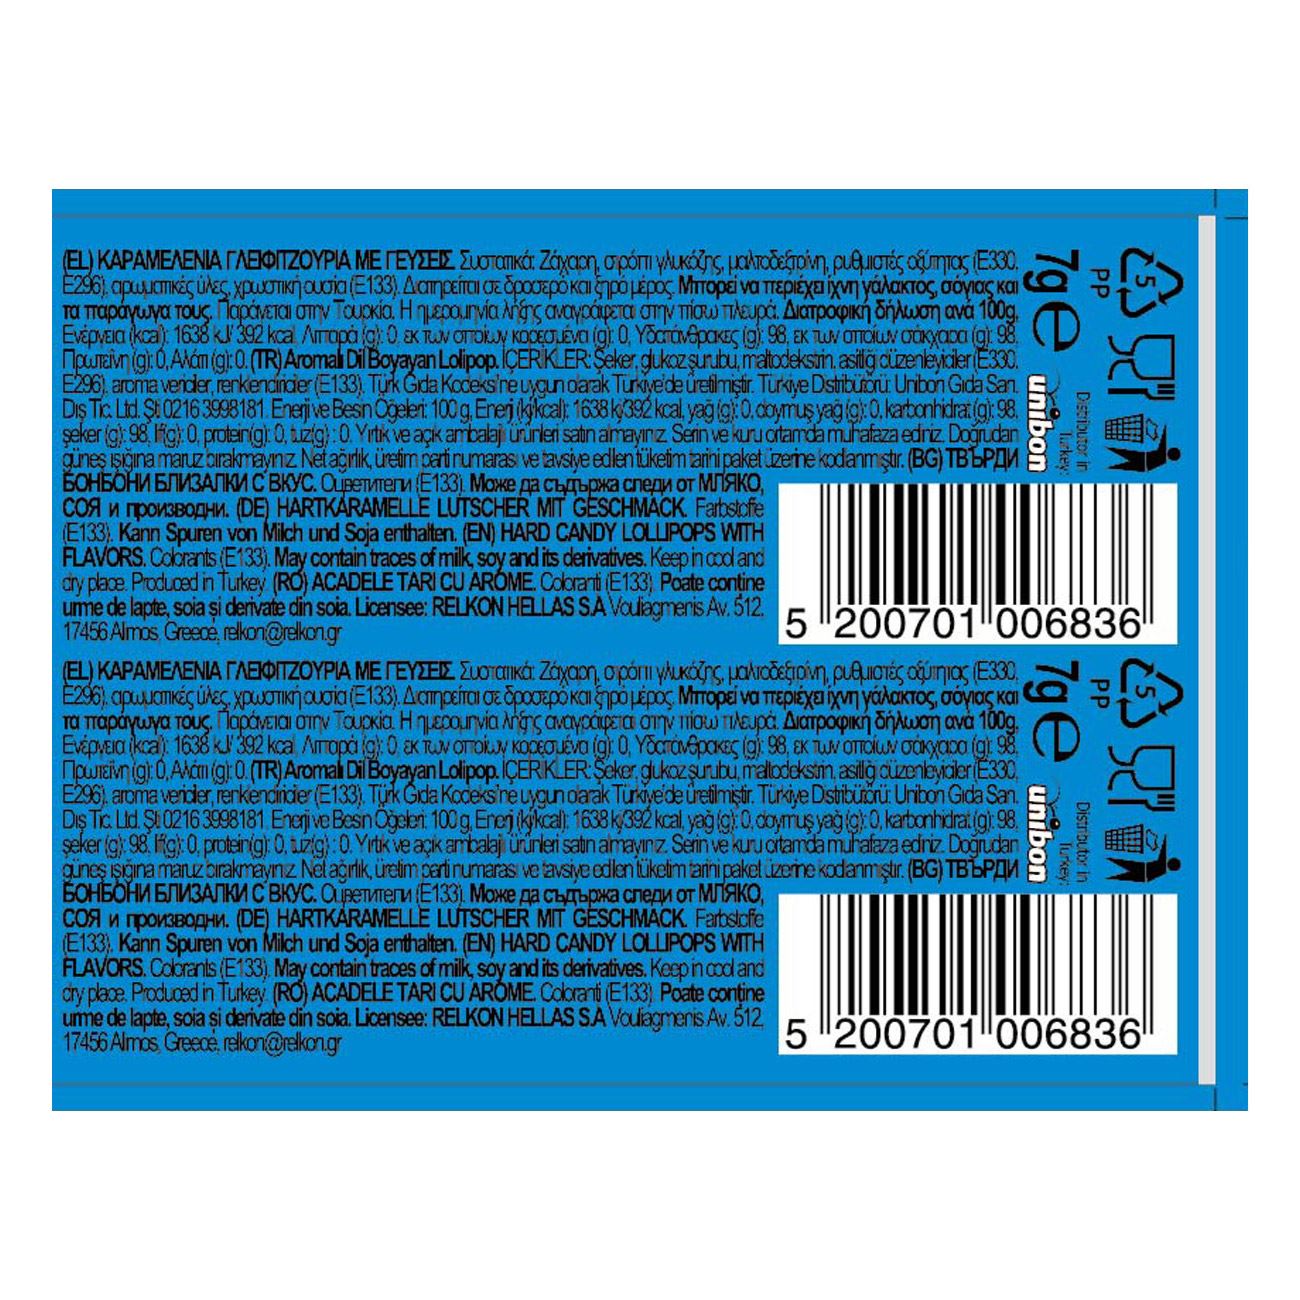 (EL) ΚΑΡΑΜΕΛΕΝΙΑ ΓΛΕΙΦΙΤΖΟΥΡΙΑ ΜΕ ΓΕΥΣΕΙΣ. Συστατικά: Ζάχαρη, σιρόπι γλυκόζης, μαλτοδεξτρίνη, ρυθμιστές οξύτητας (E330,
E296), αρωματικές ύλες, χρωστική ουσία (E133). Διατηρείται σε δροσερό και ξηρό μέρος. Μπορεί να περιέχει ίχνη γάλακτος, σόγιας και
τα παράγωγα τους. Παράγεται στην Τουρκία. Η ημερομηνία λήξης αναγράφεται στην πίσω πλευρά. Διατροφική δήλωση ανά 100g,
Ενέργεια (kcal): 1638 kJ/ 392 kcal, Λιπαρά (g): 0, εκ των οποίων κορεσμένα (g): 0, Υδατάνθρακες (g): 98, εκ των οποίων σάκχαρα (g): 98,
Πρωτεΐνη (g): 0, Αλάτι (g): 0. (TR) Aromalı Dil Boyayan Lolipop. İÇERİKLER: Şeker, glukoz şurubu, maltodekstrin, asitliği düzenleyiciler (E330,
E296), aroma vericiler, renklendiriciler (E133). Türk Gıda Kodeksi'ne uygun olarak Türkiye'de üretilmiştir. Türkiye Distribütörü: Unibon Gıda San.
Dış Tic. Ltd. Şti 0216 3998181. Enerji ve Besin Öğeleri: 100 g, Enerji (kj/kcal): 1638 kj/392 kcal, yağ (g): 0, doymuş yağ (g): 0, karbonhidrat (g): 98,
şeker (g): 98, lif(g): 0, protein(g): 0, tuz(g) : 0. Yırtık ve açık ambalajlı ürünleri satın almayınız. Serin ve kuru ortamda muhafaza ediniz. Doğrudan
güneş ışığına maruz bırakmayınız. Net ağırlık, üretim parti numarası ve tavsiye edilen tüketim tarihi paket üzerine kodlanmıştır. (BG) ТВЪРДИ
БОНБОНИ БЛИЗАЛКИ С ВКУС. Оцветители (E133). Може да съдържа следи от МЛЯКО,
СОЯ и производни. (DE) HARTKARAMELLE LUTSCHER MIT GESCHMACK. Farbstoffe
(E133). Kann Spuren von Milch und Soja enthalten. (EN) HARD CANDY LOLLIPOPS WITH
FLAVORS. Colorants (E133). May contain traces of milk, soy and its derivatives. Keep in cool and
dry place. Produced in Turkey. (RO) ACADELE TARI CU AROME. Coloranti (E133). Poate conține
urme de lapte, soia și derivate din soia. Licensee: RELKON HELLAS S.A Vouliagmenis Av. 512,
17456 Alimos, Greece, relkon@relkon.gr
7g e
unibon
Distributor in
Turkey:
5
PP
5 200701 006836
(EL) ΚΑΡΑΜΕΛΕΝΙΑ ΓΛΕΙΦΙΤΖΟΥΡΙΑ ΜΕ ΓΕΥΣΕΙΣ. Συστατικά: Ζάχαρη, σιρόπι γλυκόζης, μαλτοδεξτρίνη, ρυθμιστές οξύτητας (E330,
E296), αρωματικές ύλες, χρωστική ουσία (E133). Διατηρείται σε δροσερό και ξηρό μέρος. Μπορεί να περιέχει ίχνη γάλακτος, σόγιας και
τα παράγωγα τους. Παράγεται στην Τουρκία. Η ημερομηνία λήξης αναγράφεται στην πίσω πλευρά. Διατροφική δήλωση ανά 100g,
Ενέργεια (kcal): 1638 kJ/ 392 kcal, Λιπαρά (g): 0, εκ των οποίων κορεσμένα (g): 0, Υδατάνθρακες (g): 98, εκ των οποίων σάκχαρα (g): 98,
Πρωτεΐνη (g): 0, Αλάτι (g): 0. (TR) Aromalı Dil Boyayan Lolipop. İÇERİKLER: Şeker, glukoz şurubu, maltodekstrin, asitliği düzenleyiciler (E330,
E296), aroma vericiler, renklendiriciler (E133). Türk Gıda Kodeksi'ne uygun olarak Türkiye'de üretilmiştir. Türkiye Distribütörü: Unibon Gıda San.
Dış Tic. Ltd. Şti 0216 3998181. Enerji ve Besin Öğeleri: 100 g, Enerji (kj/kcal): 1638 kj/392 kcal, yağ (g): 0, doymuş yağ (g): 0, karbonhidrat (g): 98,
şeker (g): 98, lif(g): 0, protein(g): 0, tuz(g) : 0. Yırtık ve açık ambalajlı ürünleri satın almayınız. Serin ve kuru ortamda muhafaza ediniz. Doğrudan
güneş ışığına maruz bırakmayınız. Net ağırlık, üretim parti numarası ve tavsiye edilen tüketim tarihi paket üzerine kodlanmıştır. (BG) ТВЪРДИ
БОНБОНИ БЛИЗАЛКИ С ВКУС. Оцветители (E133). Може да съдържа следи от МЛЯКО,
СОЯ и производни. (DE) HARTKARAMELLE LUTSCHER MIT GESCHMACK. Farbstoffe
(E133). Kann Spuren von Milch und Soja enthalten. (EN) HARD CANDY LOLLIPOPS WITH
FLAVORS. Colorants (E133). May contain traces of milk, soy and its derivatives. Keep in cool and
dry place. Produced in Turkey. (RO) ACADELE TARI CU AROME. Coloranti (E133). Poate conține
urme de lapte, soia și derivate din soia. Licensee: RELKON HELLAS S.A Vouliagmenis Av. 512,
17456 Alimos, Greece, relkon@relkon.gr
7g e
unibon
Distributor in
Turkey:
5
PP
5 200701 006836